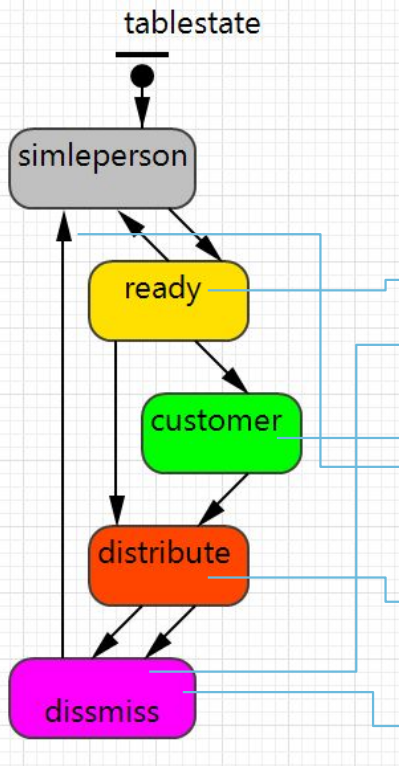 tablestate
simleperson
ready
customer
distribute
dissmiss